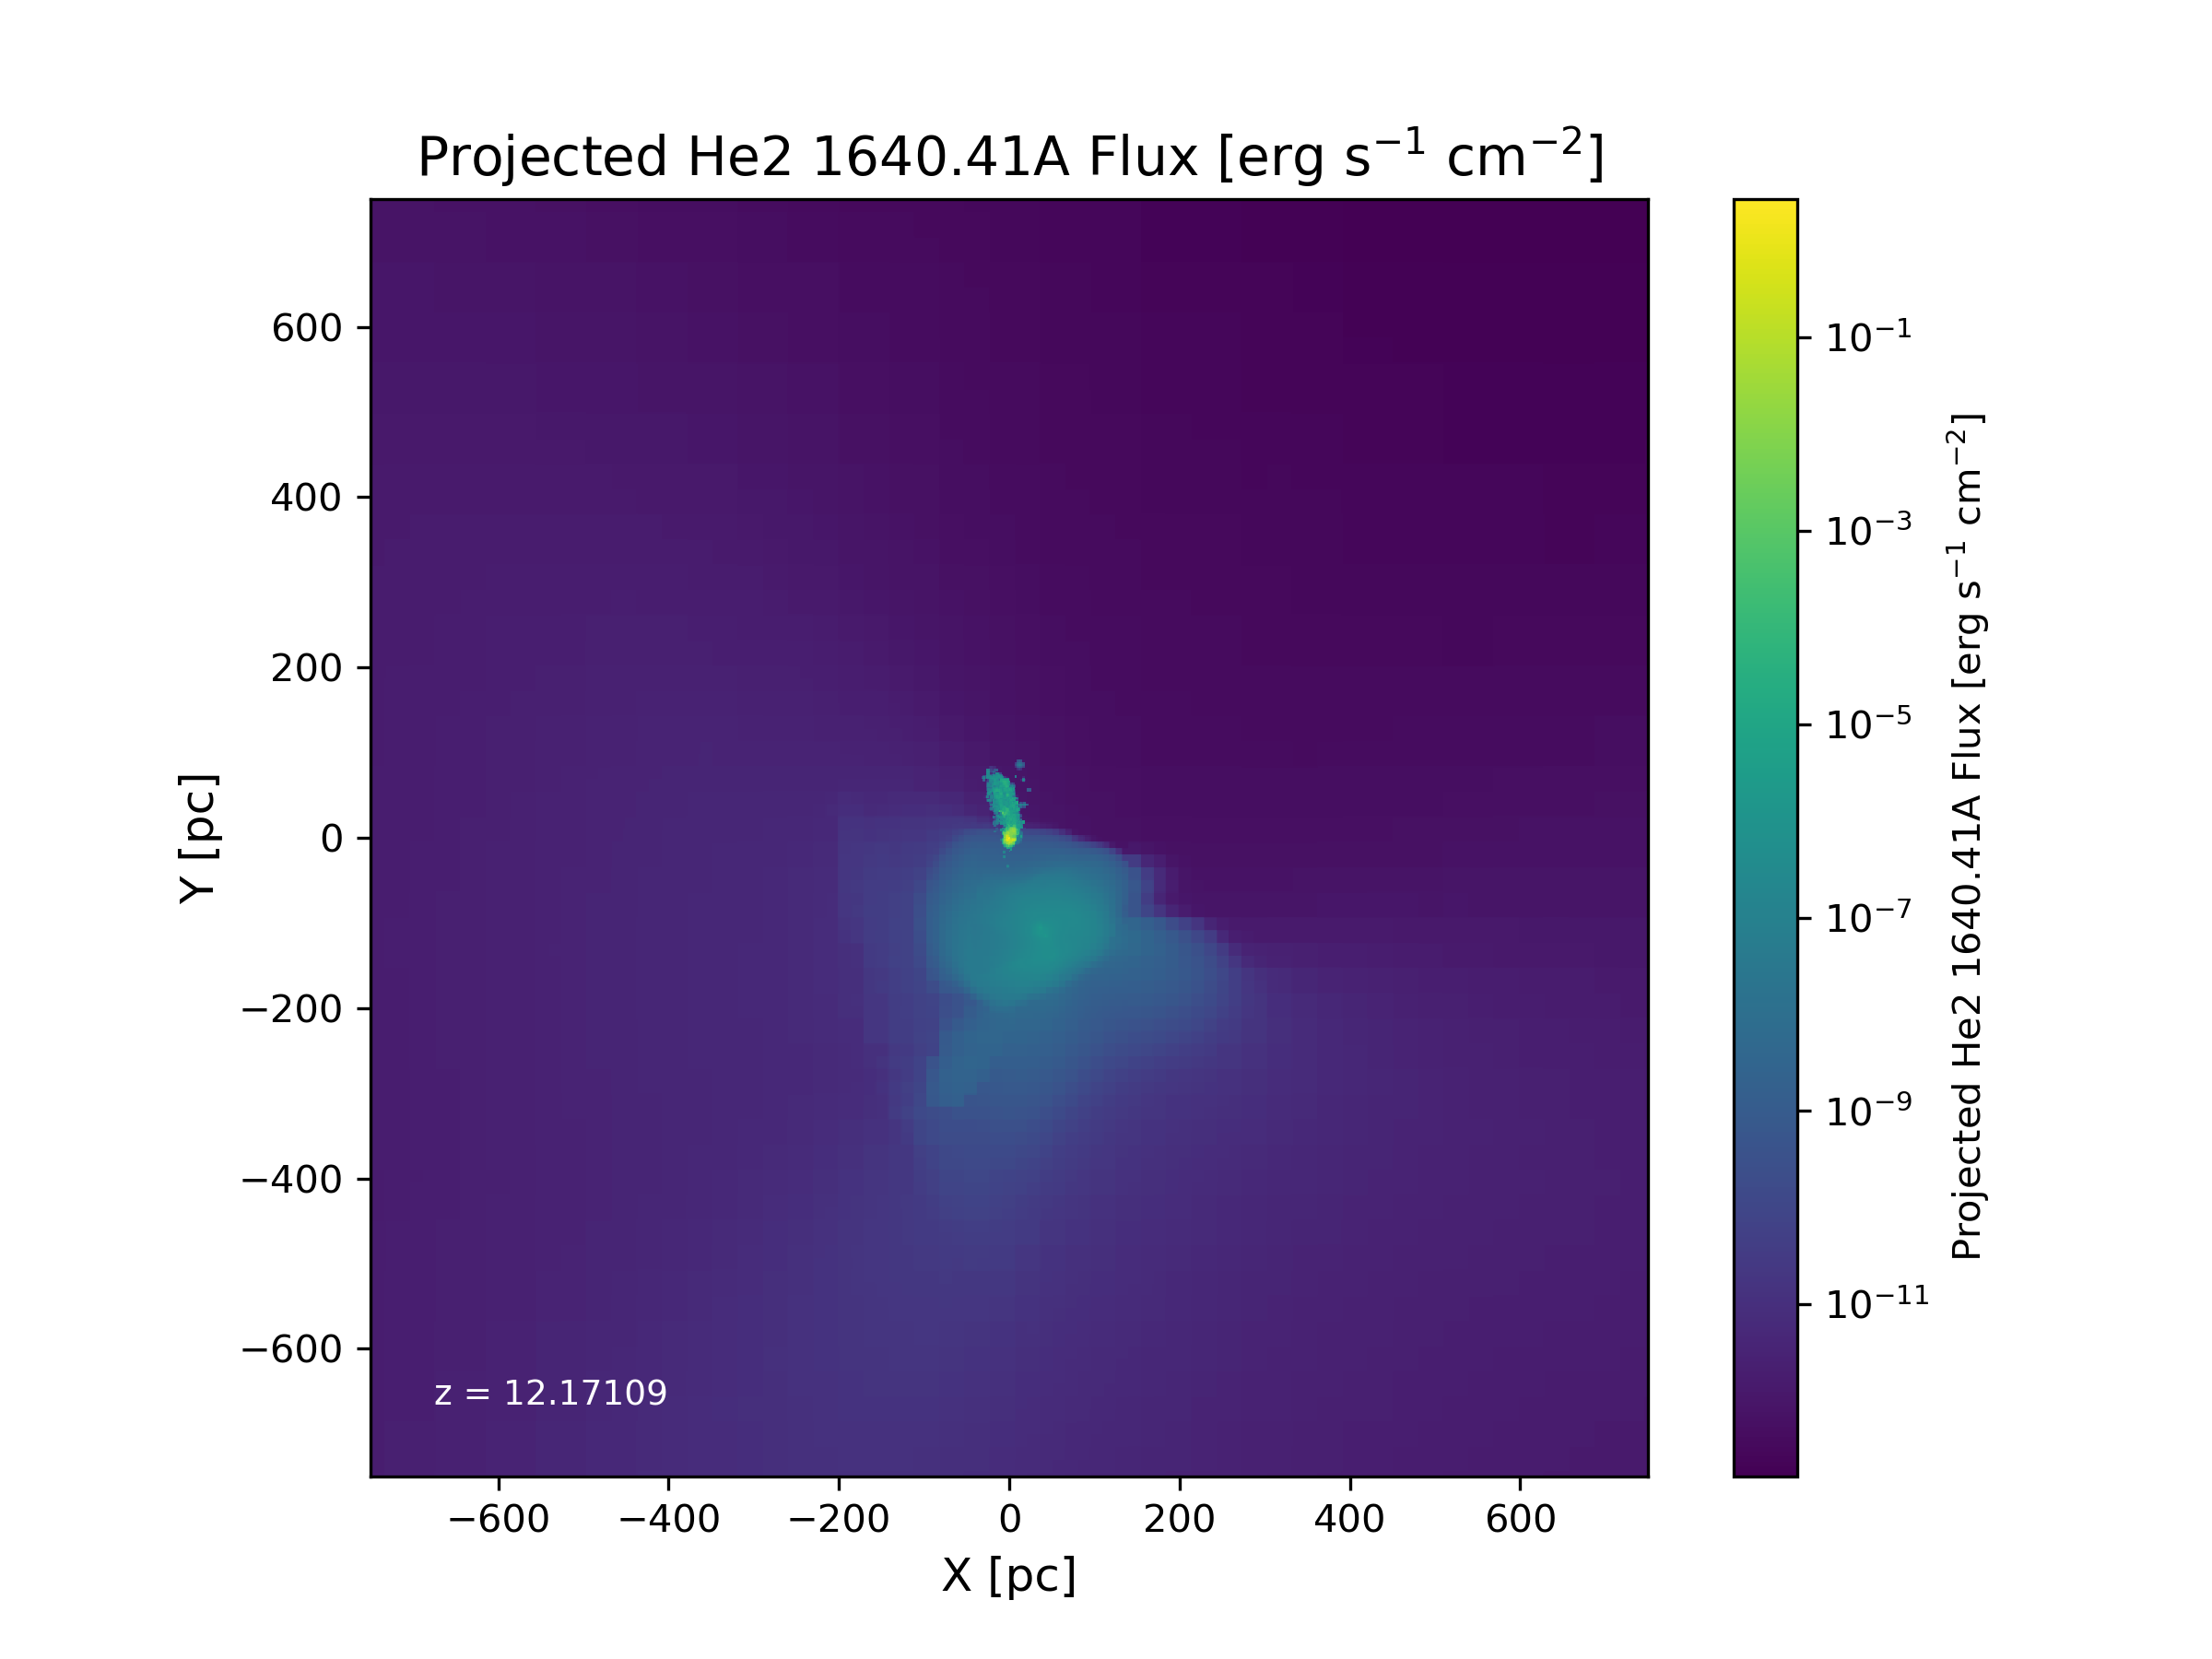 Projected He2 1640.41A Flux [erg s⁻¹ cm⁻²]
600
400
200
0
−200
−400
−600
Y [pc]
z = 12.17109
−600 −400 −200 0 200 400 600
X [pc]
10⁻¹
10⁻³
10⁻⁵
10⁻⁷
10⁻⁹
10⁻¹¹
Projected He2 1640.41A Flux [erg s⁻¹ cm⁻²]